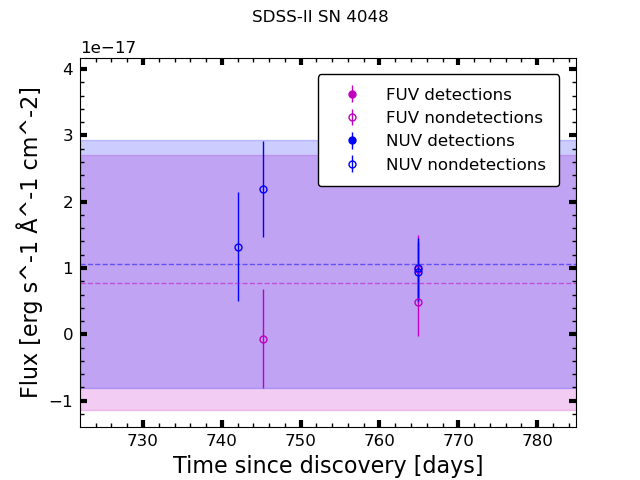 SDSS-II SN 4048
1e−17
4
3
2
1
0
−1
Flux [erg s^-1 Å^-1 cm^-2]
FUV detections
FUV nondetections
NUV detections
NUV nondetections
730 740 750 760 770 780
Time since discovery [days]